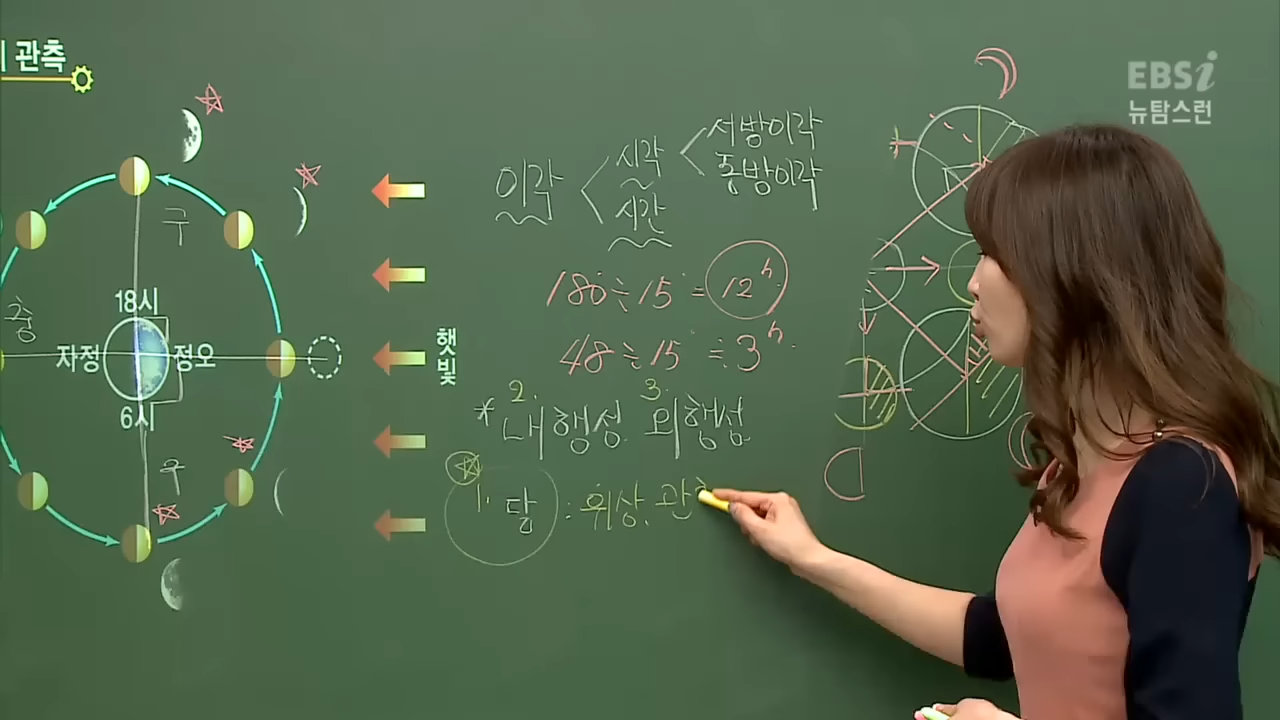 관측
EBSi
뉴탐스런
이각
시각
시간
서방이각
동방이각
180° ÷ 15° = 12ʰ
48 ÷ 15 ≒ 3ʰ
구
18시
자정
정오
6시
충
햇빛
2. 3.
* 내행성 외행성
우
1. 달 : 위상, 관